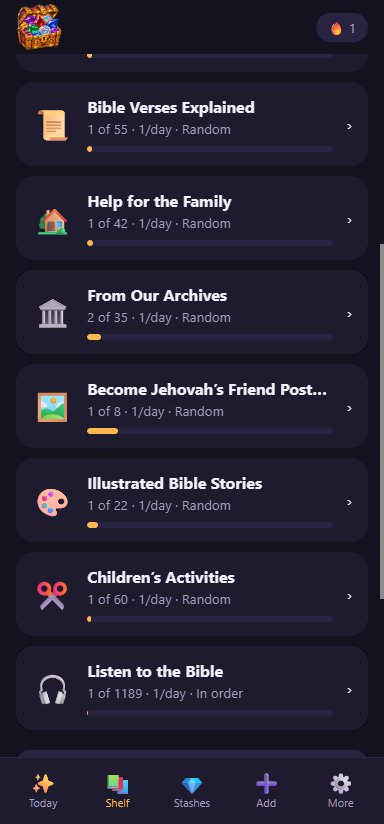 1
Bible Verses Explained
1 of 55 · 1/day · Random
Help for the Family
1 of 42 · 1/day · Random
From Our Archives
2 of 35 · 1/day · Random
Become Jehovah’s Friend Post…
1 of 8 · 1/day · Random
Illustrated Bible Stories
1 of 22 · 1/day · Random
Children’s Activities
1 of 60 · 1/day · Random
Listen to the Bible
1 of 1189 · 1/day · In order
Today
Shelf
Stashes
Add
More